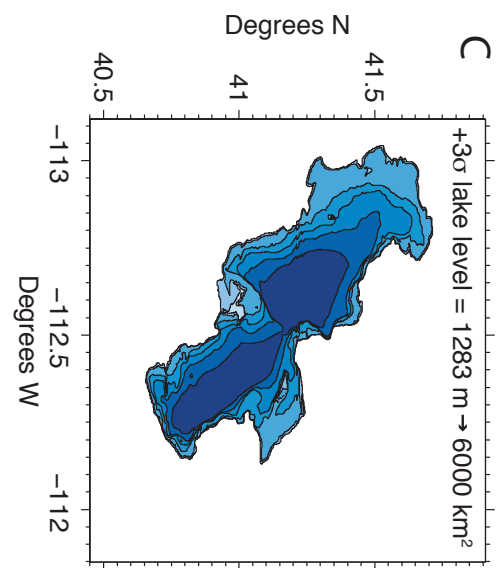 C
+3σ lake level = 1283 m → 6000 km²
Degrees N
40.5
41
41.5
−113
−112.5
−112
Degrees W